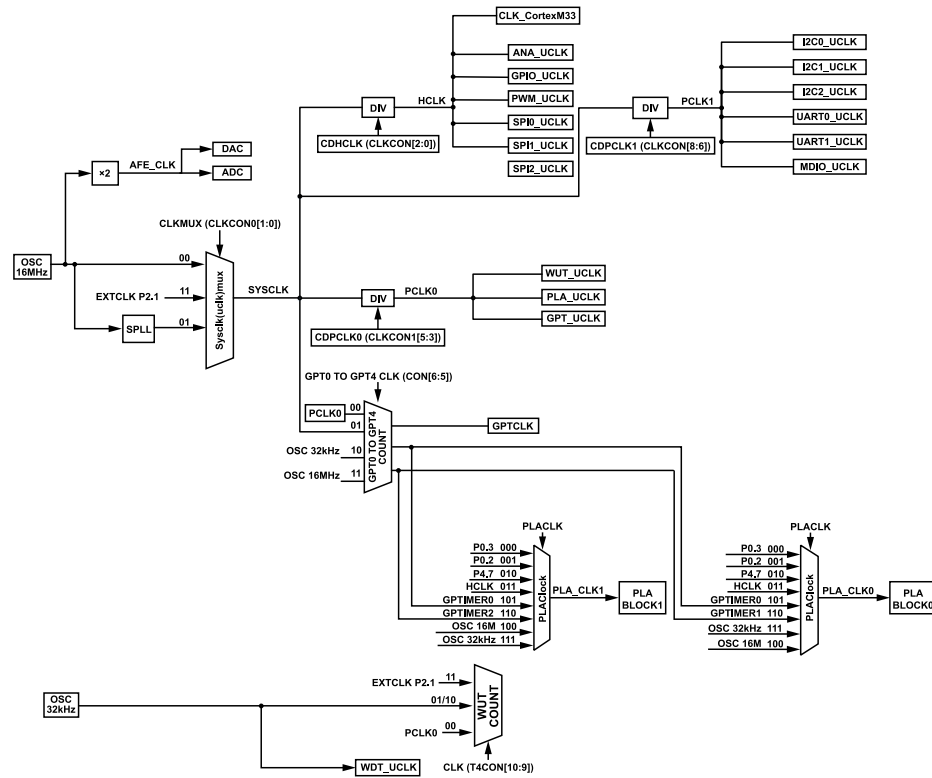 CLK_CortexM33
ANA_UCLK
GPIO_UCLK
PWM_UCLK
SPI0_UCLK
SPI1_UCLK
SPI2_UCLK
DIV
HCLK
CDHCLK (CLKCON[2:0])
DIV
PCLK1
CDPCLK1 (CLKCON[8:6])
I2C0_UCLK
I2C1_UCLK
I2C2_UCLK
UART0_UCLK
UART1_UCLK
MDIO_UCLK
×2
AFE_CLK
DAC
ADC
CLKMUX (CLKCON0[1:0])
OSC
16MHz
00
EXTCLK P2.1
11
SPLL
01
Sysclk(uclk)mux
SYSCLK
DIV
PCLK0
CDPCLK0 (CLKCON1[5:3])
WUT_UCLK
PLA_UCLK
GPT_UCLK
GPT0 TO GPT4 CLK (CON[6:5])
PCLK0
00
01
OSC 32kHz
10
OSC 16MHz
11
GPT0 TO GPT4
COUNT
GPTCLK
PLACLK
P0.3 000
P0.2 001
P4.7 010
HCLK 011
GPTIMER0 101
GPTIMER2 110
OSC 16M 100
OSC 32kHz 111
PLAClock
PLA_CLK1
PLA
BLOCK1
PLACLK
P0.3 000
P0.2 001
P4.7 010
HCLK 011
GPTIMER0 101
GPTIMER1 110
OSC 32kHz 111
OSC 16M 100
PLAClock
PLA_CLK0
PLA
BLOCK0
OSC
32kHz
EXTCLK P2.1
11
01/10
PCLK0
00
WUT
COUNT
CLK (T4CON[10:9])
WDT_UCLK